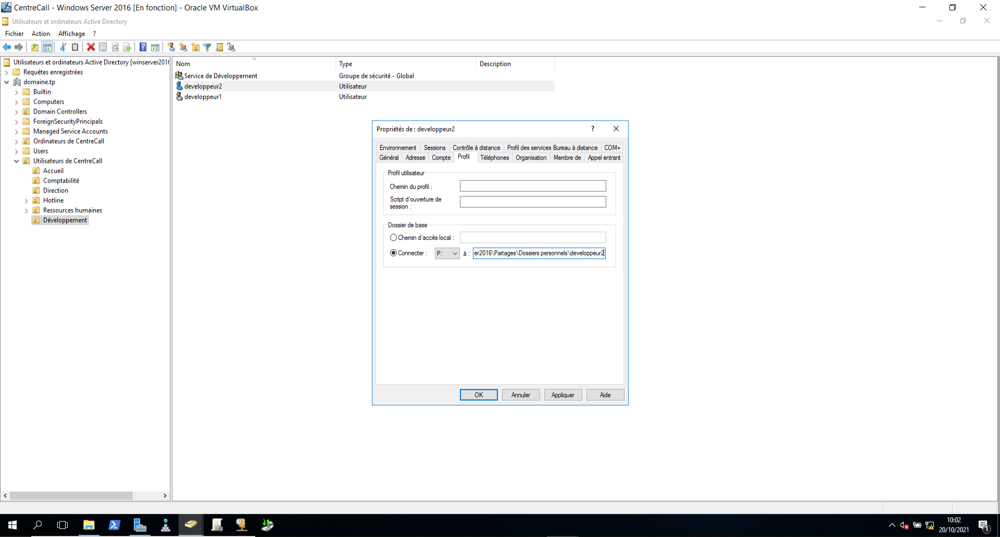 CentreCall - Windows Server 2016 [En fonction] - Oracle VM VirtualBox
Utilisateurs et ordinateurs Active Directory
Fichier Action Affichage ?
Utilisateurs et ordinateurs Active Directory [winserver2016
Requêtes enregistrées
domaine.tp
Builtin
Computers
Domain Controllers
ForeignSecurityPrincipals
Managed Service Accounts
Ordinateurs de CentreCall
Users
Utilisateurs de CentreCall
Accueil
Comptabilité
Direction
Hotline
Ressources humaines
Développement
Nom Type Description
Service de Développement Groupe de sécurité - Global
developpeur2 Utilisateur
developpeur1 Utilisateur
Propriétés de : developpeur2 ?
Environnement Sessions Contrôle à distance Profil des services Bureau à distance COM+
Général Adresse Compte Profil Téléphones Organisation Membre de Appel entrant
Profil utilisateur
Chemin du profil :
Script d'ouverture de
session :
Dossier de base
Chemin d'accès local :
Connecter : P: à : er2016\Partages\Dossiers personnels\developpeur2
OK Annuler Appliquer Aide
10:02
20/10/2021
1